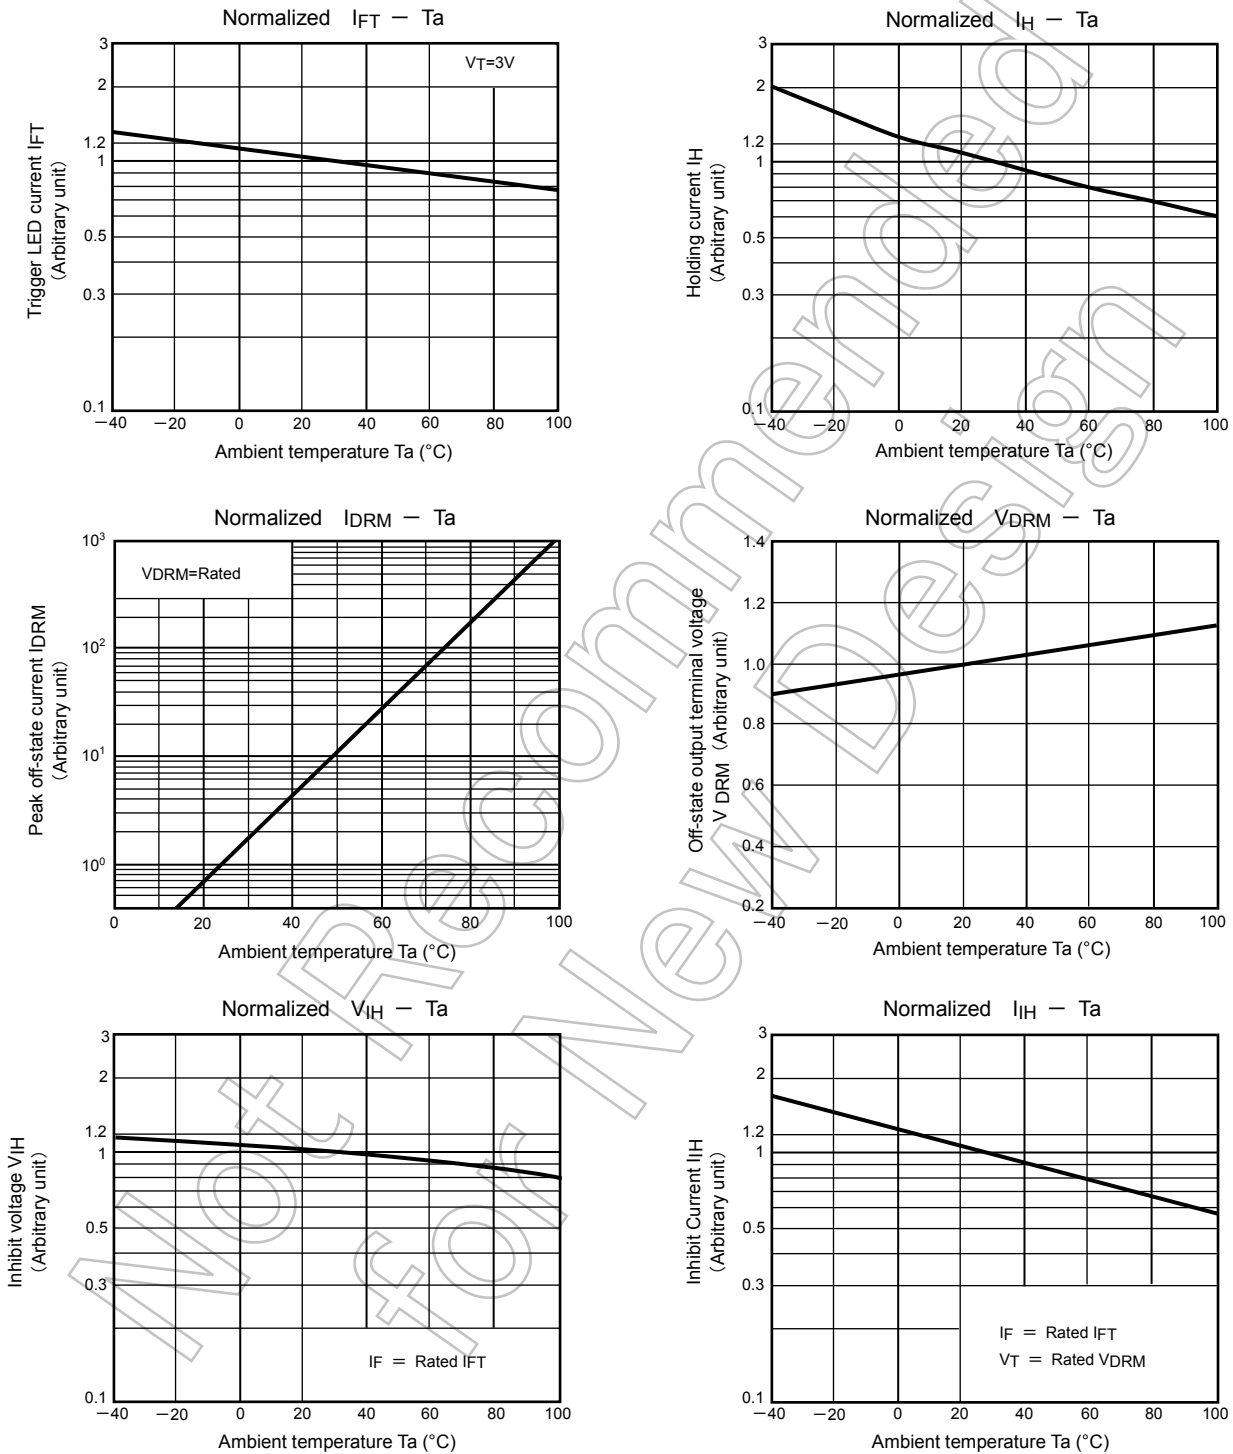 Normalized IFT － Ta
3
2
1.2
1
0.5
0.3
0.1
VT=3V
Trigger LED current IFT
（Arbitrary unit）
－40 －20 0 20 40 60 80 100
Ambient temperature Ta (°C)
Normalized IH － Ta
3
2
1.2
1
0.5
0.3
0.1
Holding current IH
（Arbitrary unit）
－40 －20 0 20 40 60 80 100
Ambient temperature Ta (°C)
Normalized IDRM － Ta
10³
10²
10¹
10⁰
VDRM=Rated
Peak off-state current IDRM
（Arbitrary unit）
0 20 40 60 80 100
Ambient temperature Ta (°C)
Normalized VDRM － Ta
1.4
1.2
1.0
0.8
0.6
0.4
0.2
Off-state output terminal voltage
V DRM（Arbitrary unit）
－40 －20 0 20 40 60 80 100
Ambient temperature Ta (°C)
Normalized VIH － Ta
3
2
1.2
1
0.5
0.3
0.1
Inhibit voltage VIH
（Arbitrary unit）
IF = Rated IFT
－40 －20 0 20 40 60 80 100
Ambient temperature Ta (°C)
Normalized IIH － Ta
3
2
1.2
1
0.5
0.3
0.1
Inhibit Current IIH
（Arbitrary unit）
IF = Rated IFT
VT = Rated VDRM
－40 －20 0 20 40 60 80 100
Ambient temperature Ta (°C)
Not Recommended
for New Design